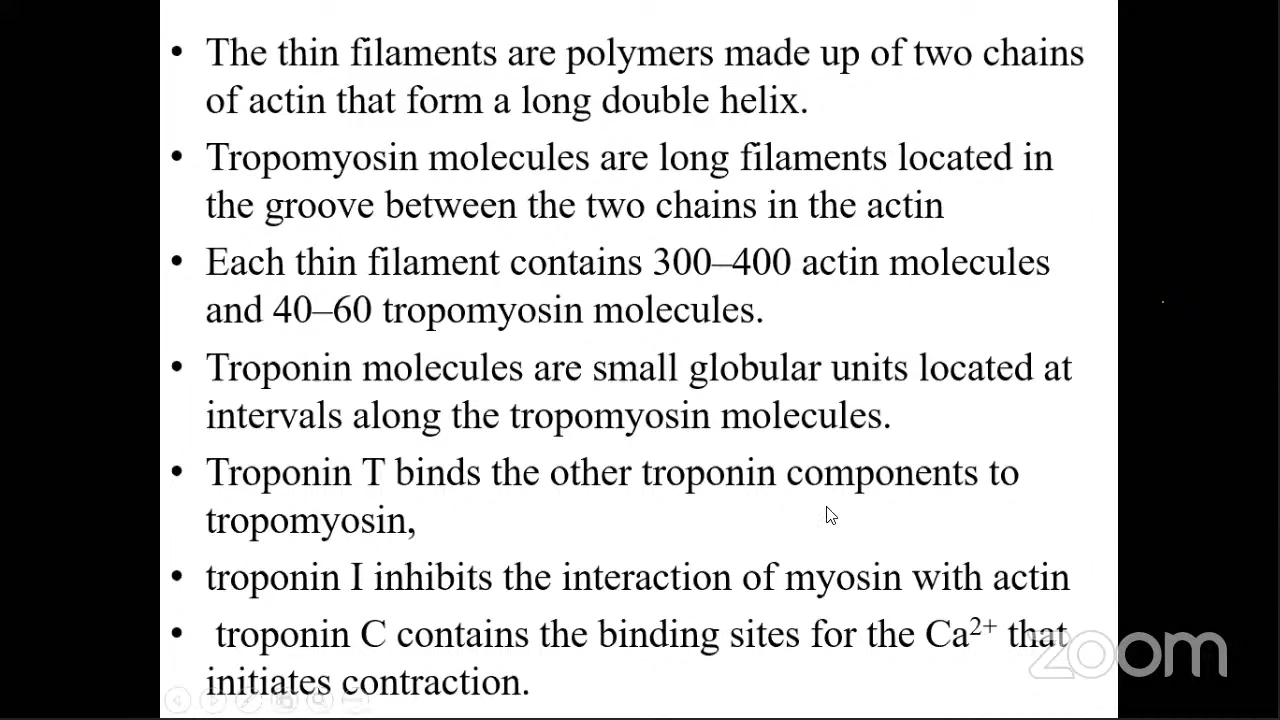 • The thin filaments are polymers made up of two chains
of actin that form a long double helix.
• Tropomyosin molecules are long filaments located in
the groove between the two chains in the actin
• Each thin filament contains 300–400 actin molecules
and 40–60 tropomyosin molecules.
• Troponin molecules are small globular units located at
intervals along the tropomyosin molecules.
• Troponin T binds the other troponin components to
tropomyosin,
• troponin I inhibits the interaction of myosin with actin
• troponin C contains the binding sites for the Ca²⁺ that
initiates contraction.
zoom